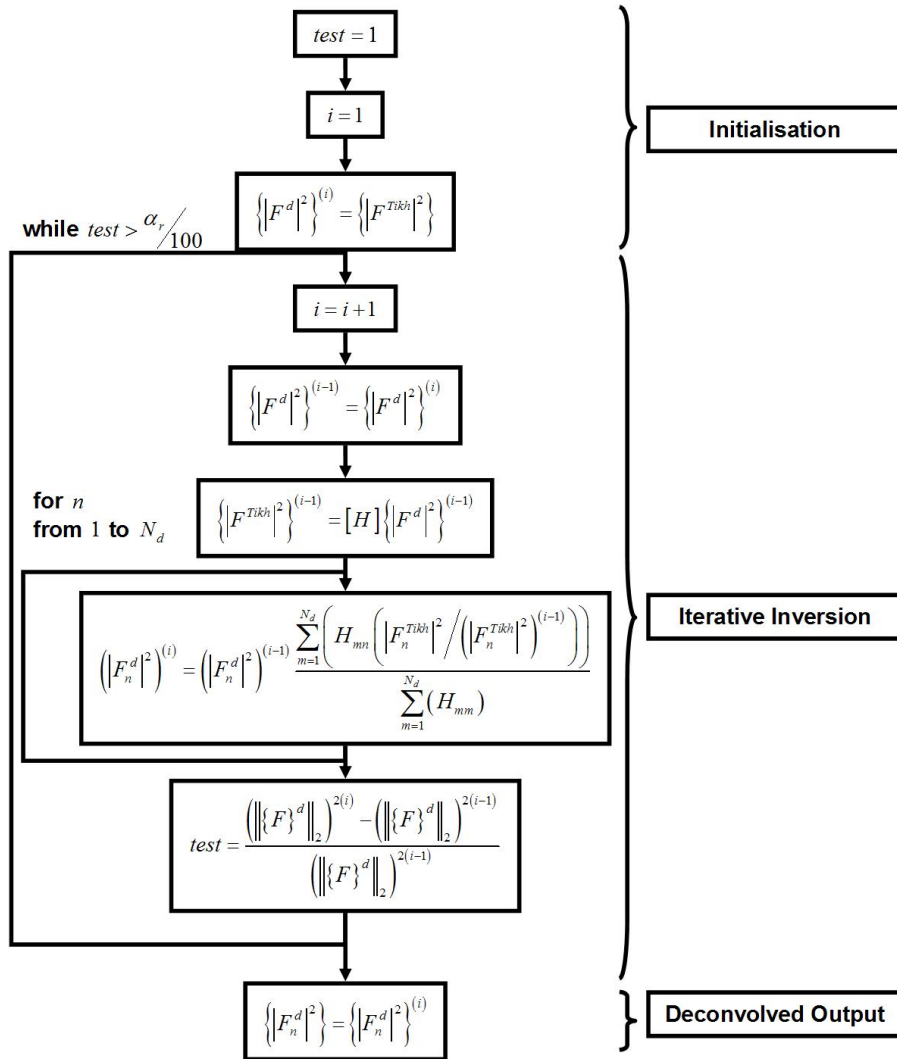 test = 1
i = 1
Initialisation
{|F^d|^2}^(i) = {|F^Tikh|^2}
while test > α_r/100
i = i + 1
{|F^d|^2}^(i−1) = {|F^d|^2}^(i)
for n
from 1 to N_d
{|F^Tikh|^2}^(i−1) = [H]{|F^d|^2}^(i−1)
Iterative Inversion
(|F_n^d|^2)^(i) = (|F_n^d|^2)^(i−1) ∑_{m=1}^{N_d}(H_mn(|F_n^Tikh|^2/(|F_n^Tikh|^2)^(i−1))) / ∑_{m=1}^{N_d}(H_mm)
test = ((‖{F}^d‖_2)^2(i) − (‖{F}^d‖_2)^2(i−1)) / (‖{F}^d‖_2)^2(i−1)
{|F_n^d|^2} = {|F_n^d|^2}^(i)
Deconvolved Output